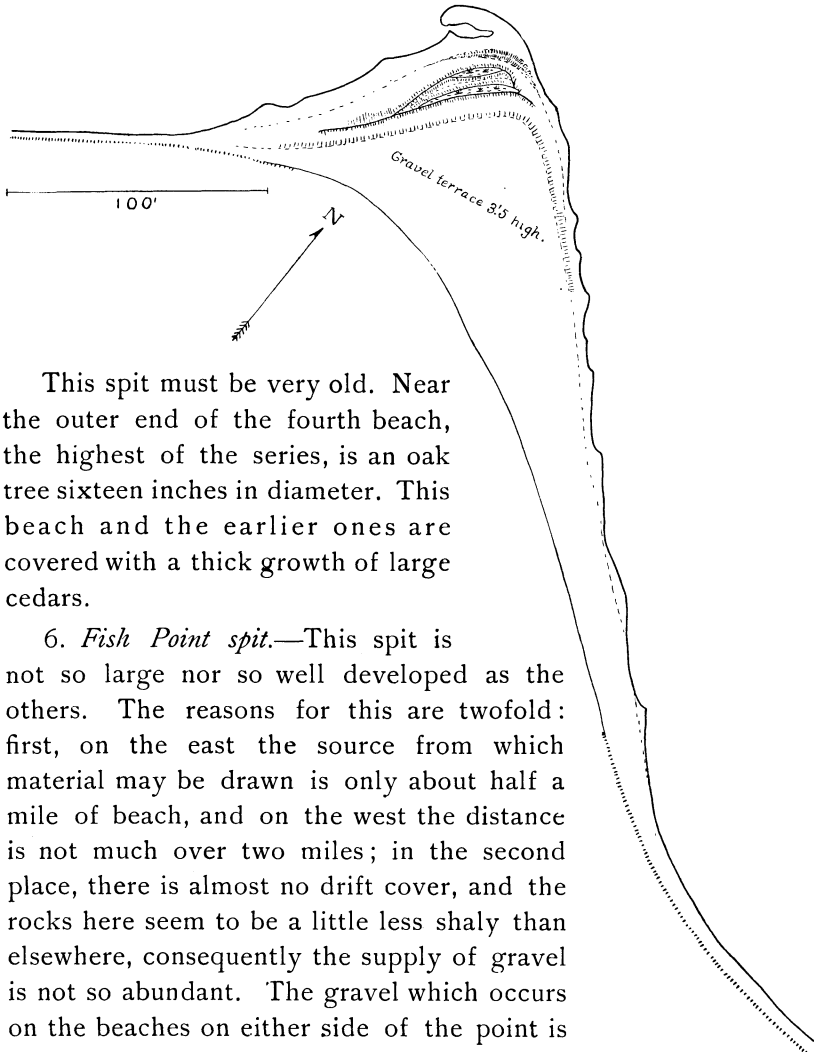 Gravel terrace 3'.5 high.
100'
N
This spit must be very old. Near
the outer end of the fourth beach,
the highest of the series, is an oak
tree sixteen inches in diameter. This
beach and the earlier ones are
covered with a thick growth of large
cedars.
6. Fish Point spit.—This spit is
not so large nor so well developed as the
others. The reasons for this are twofold:
first, on the east the source from which
material may be drawn is only about half a
mile of beach, and on the west the distance
is not much over two miles; in the second
place, there is almost no drift cover, and the
rocks here seem to be a little less shaly than
elsewhere, consequently the supply of gravel
is not so abundant. The gravel which occurs
on the beaches on either side of the point is